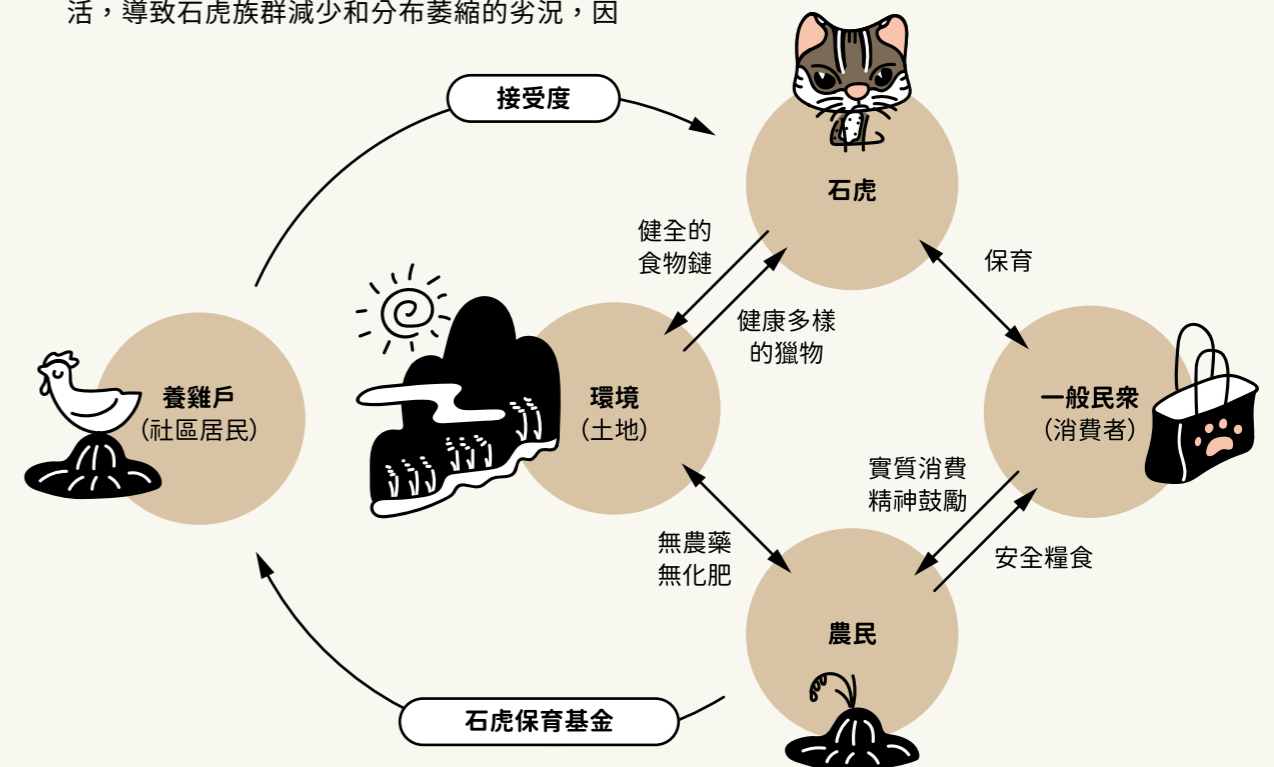 活，導致石虎族群減少和分布萎縮的劣況，因
接受度
石虎
健全的
食物鏈
保育
健康多樣
的獵物
養雞戶
（社區居民）
環境
（土地）
一般民眾
（消費者）
實質消費
精神鼓勵
無農藥
無化肥
安全糧食
農民
石虎保育基金